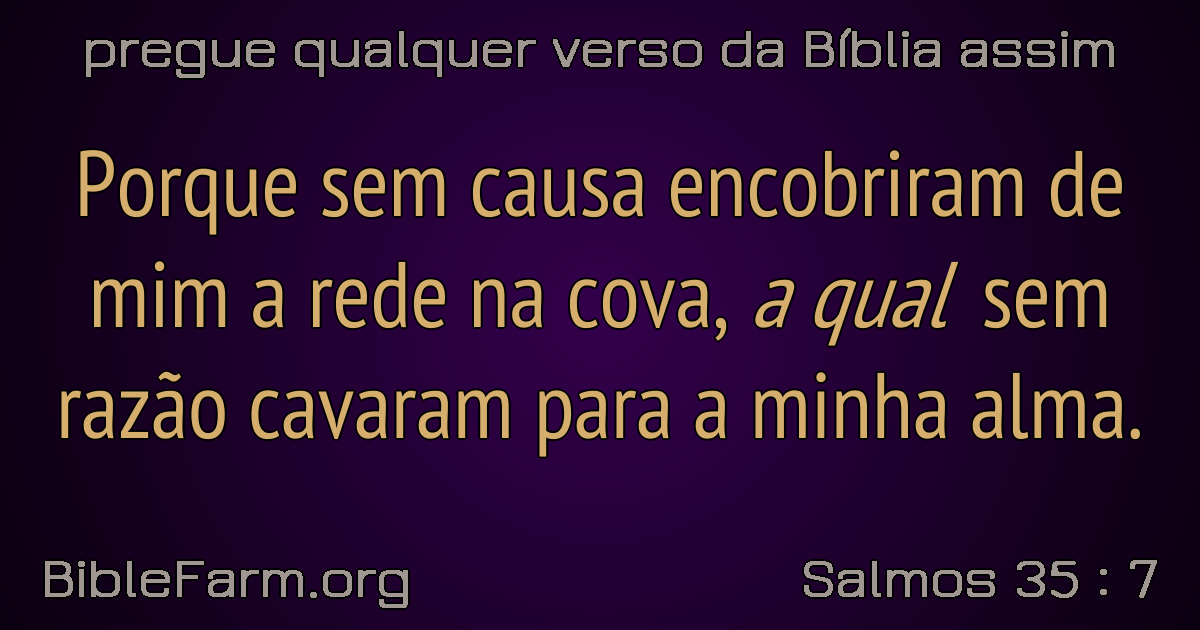 pregue qualquer verso da Bíblia assim
Porque sem causa encobriram de
mim a rede na cova, a qual sem
razão cavaram para a minha alma.
BibleFarm.org
Salmos 35 : 7